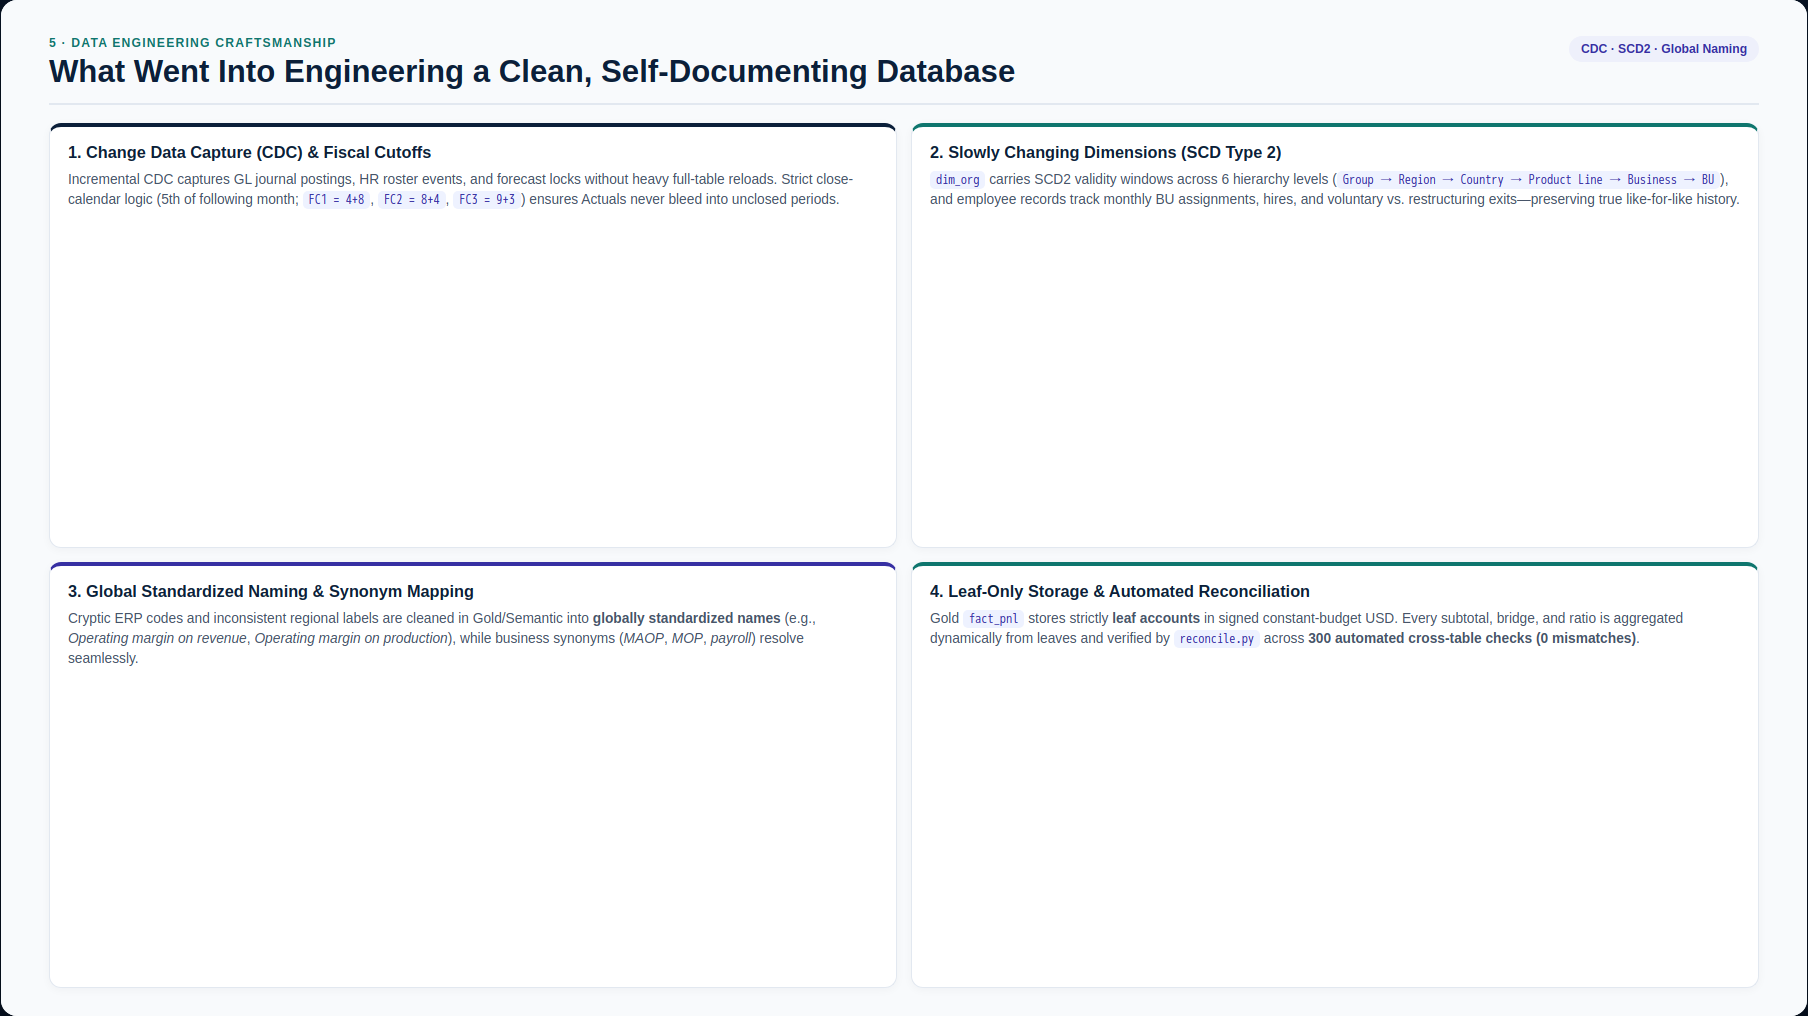 5 · DATA ENGINEERING CRAFTSMANSHIP
What Went Into Engineering a Clean, Self-Documenting Database
CDC · SCD2 · Global Naming
1. Change Data Capture (CDC) & Fiscal Cutoffs
Incremental CDC captures GL journal postings, HR roster events, and forecast locks without heavy full-table reloads. Strict close-
calendar logic (5th of following month; FC1 = 4+8, FC2 = 8+4, FC3 = 9+3) ensures Actuals never bleed into unclosed periods.
2. Slowly Changing Dimensions (SCD Type 2)
dim_org carries SCD2 validity windows across 6 hierarchy levels (Group → Region → Country → Product Line → Business → BU),
and employee records track monthly BU assignments, hires, and voluntary vs. restructuring exits—preserving true like-for-like history.
3. Global Standardized Naming & Synonym Mapping
Cryptic ERP codes and inconsistent regional labels are cleaned in Gold/Semantic into globally standardized names (e.g.,
Operating margin on revenue, Operating margin on production), while business synonyms (MAOP, MOP, payroll) resolve
seamlessly.
4. Leaf-Only Storage & Automated Reconciliation
Gold fact_pnl stores strictly leaf accounts in signed constant-budget USD. Every subtotal, bridge, and ratio is aggregated
dynamically from leaves and verified by reconcile.py across 300 automated cross-table checks (0 mismatches).